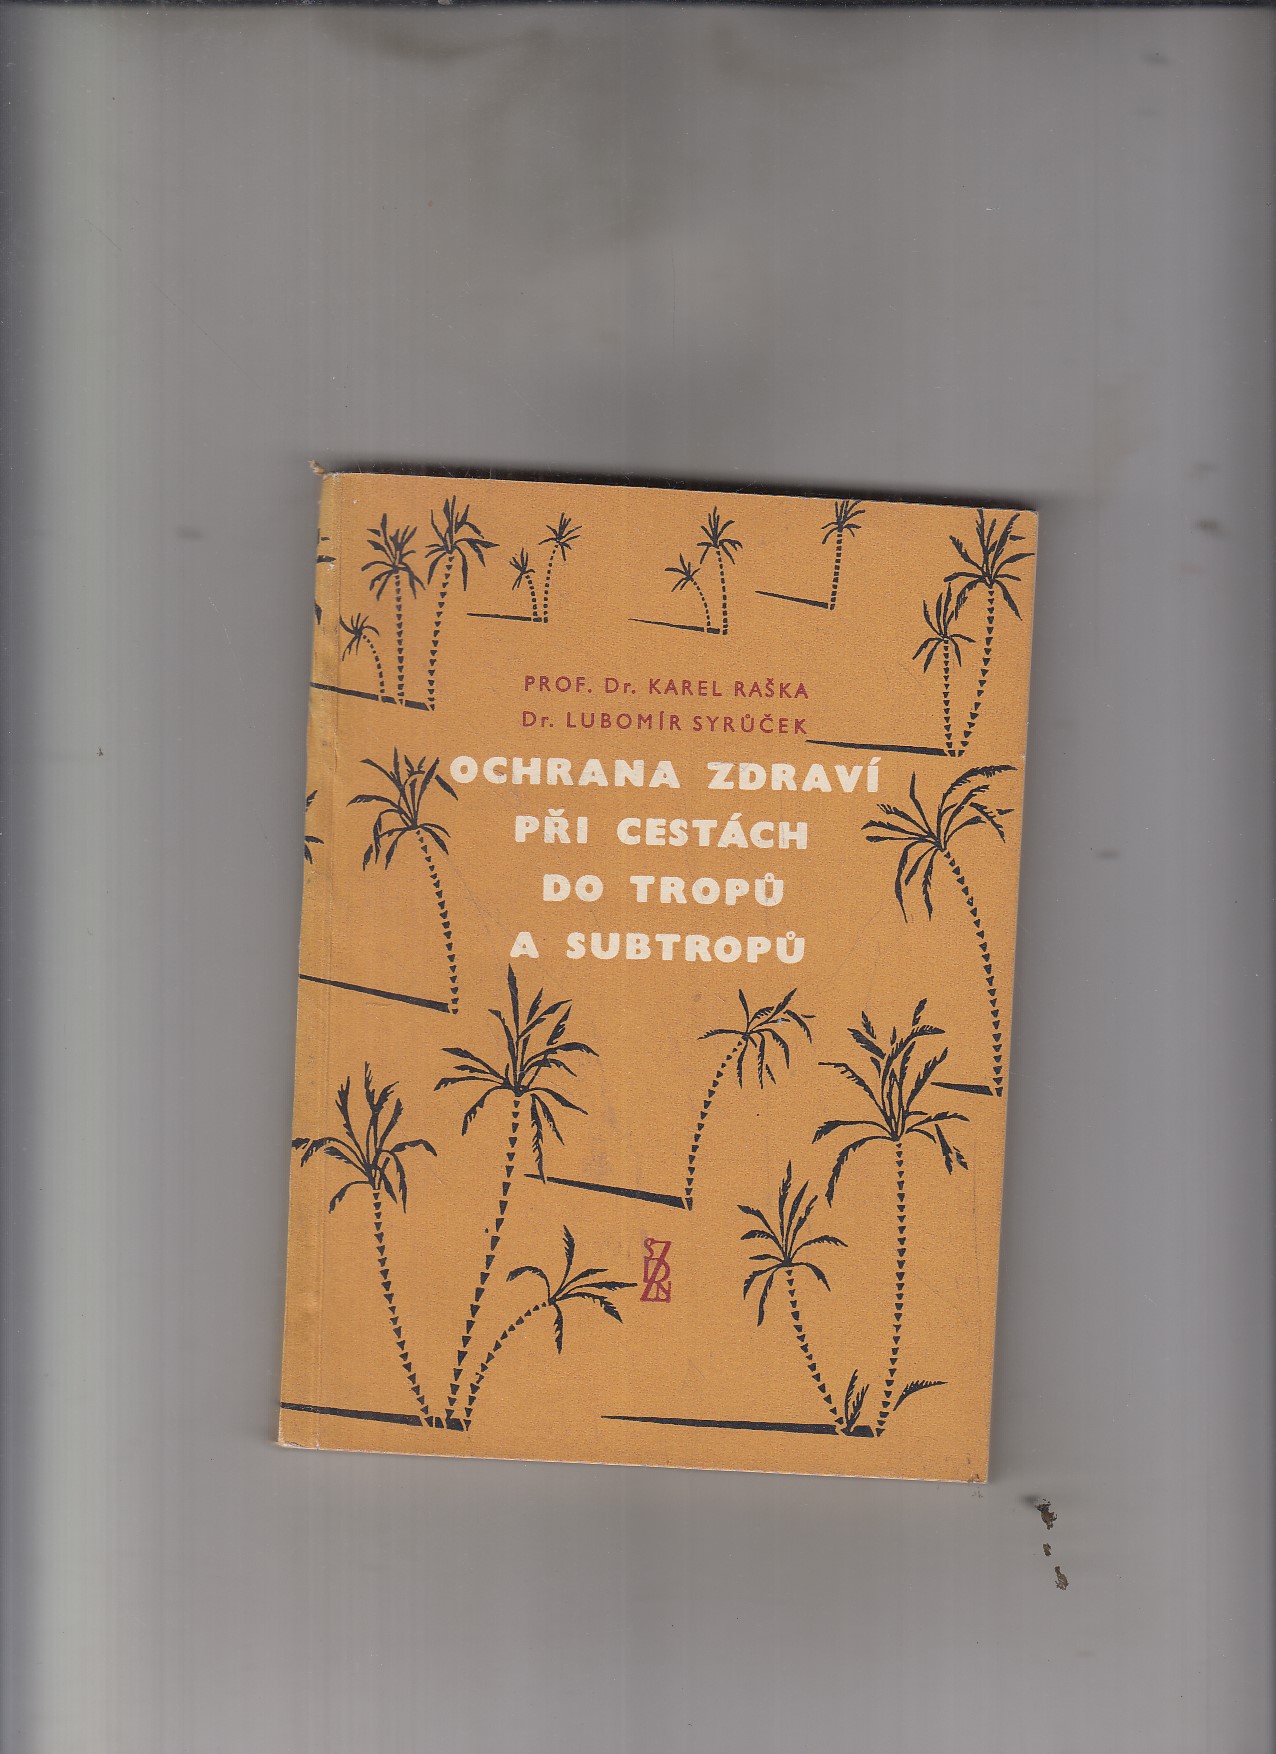 PROF. Dr. KAREL RAŠKA
Dr. LUBOMÍR SYRŮČEK
OCHRANA ZDRAVÍ
PŘI CESTÁCH
DO TROPŮ
A SUBTROPŮ
SZDN